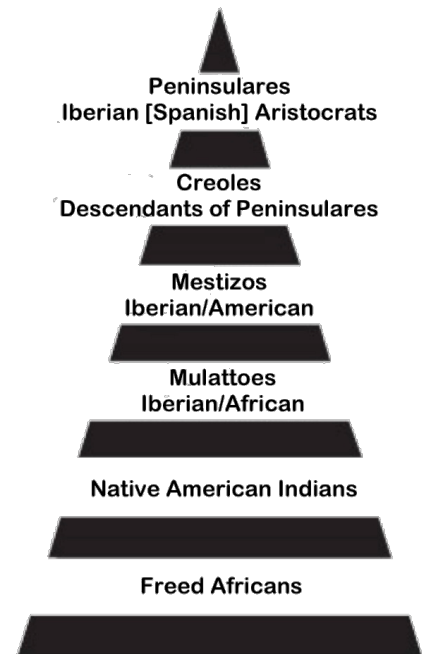 Peninsulares
Iberian [Spanish] Aristocrats
Creoles
Descendants of Peninsulares
Mestizos
Iberian/American
Mulattoes
Iberian/African
Native American Indians
Freed Africans